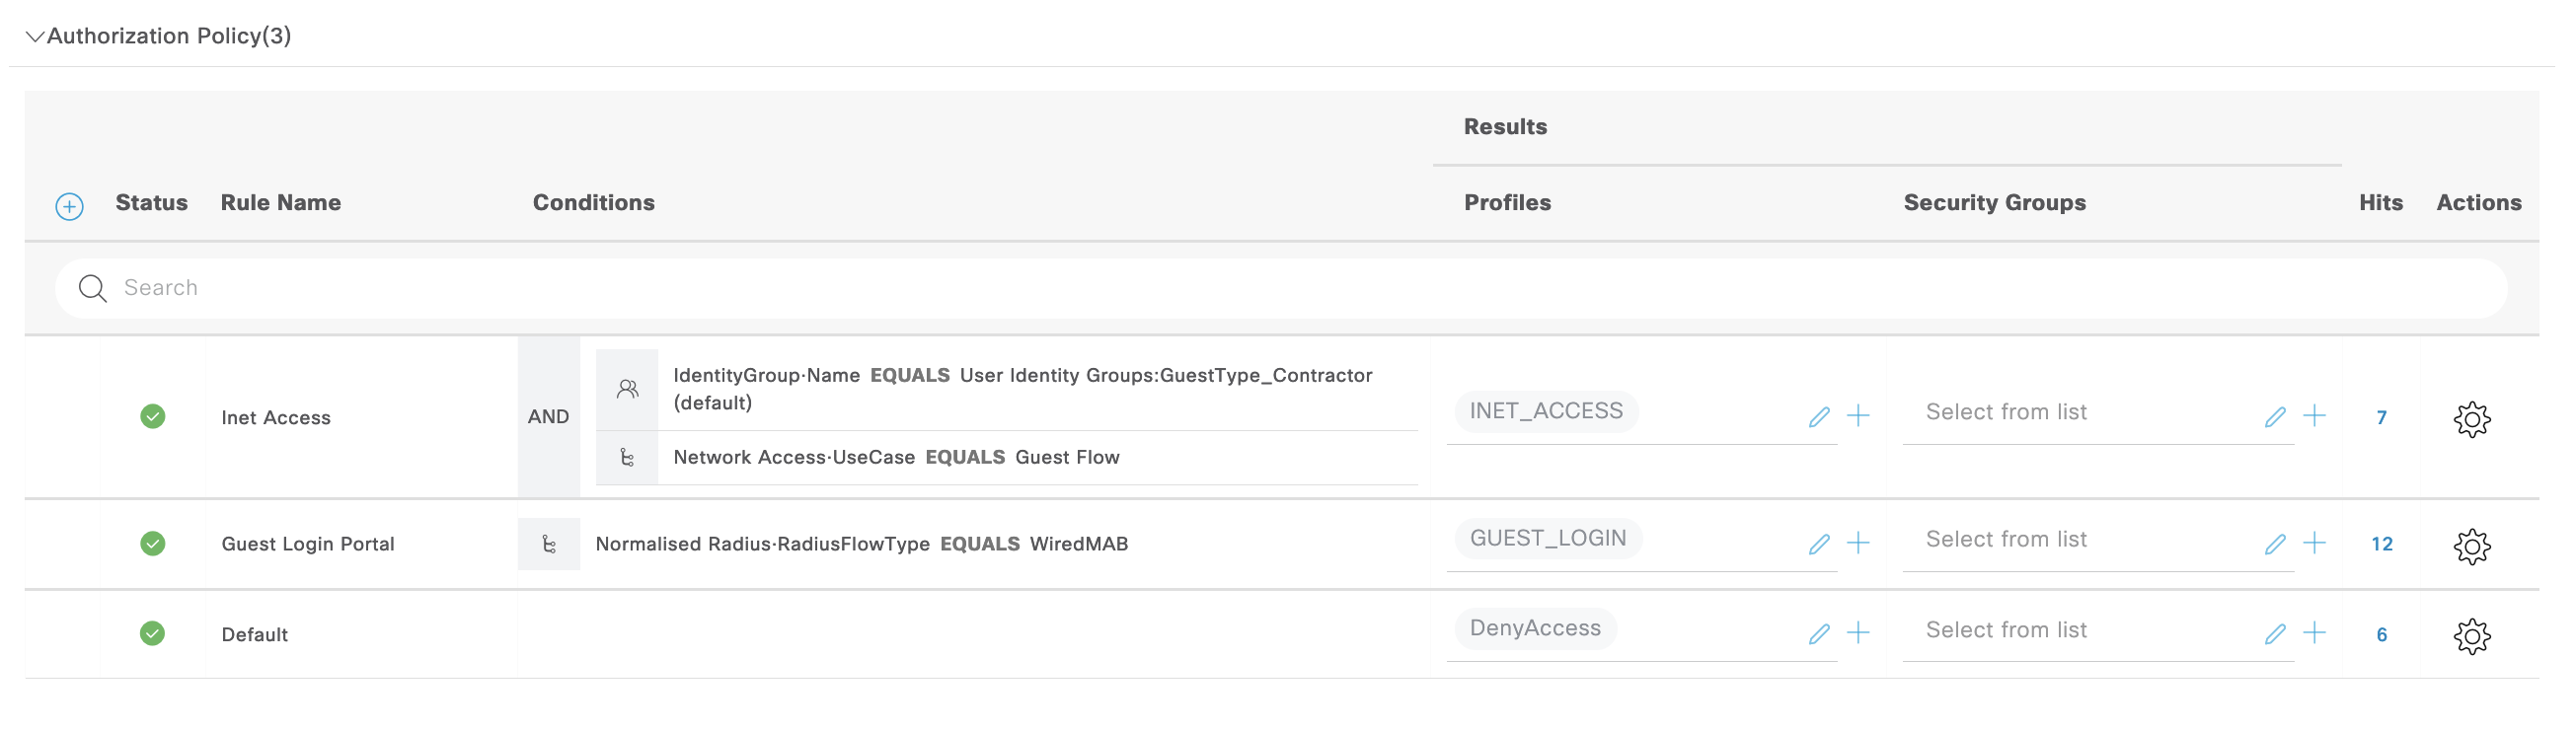 Authorization Policy(3)
Results
Status Rule Name Conditions Profiles Security Groups Hits Actions
Search
Inet Access AND IdentityGroup·Name EQUALS User Identity Groups:GuestType_Contractor
(default)
Network Access·UseCase EQUALS Guest Flow
INET_ACCESS Select from list 7
Guest Login Portal Normalised Radius·RadiusFlowType EQUALS WiredMAB GUEST_LOGIN Select from list 12
Default DenyAccess Select from list 6